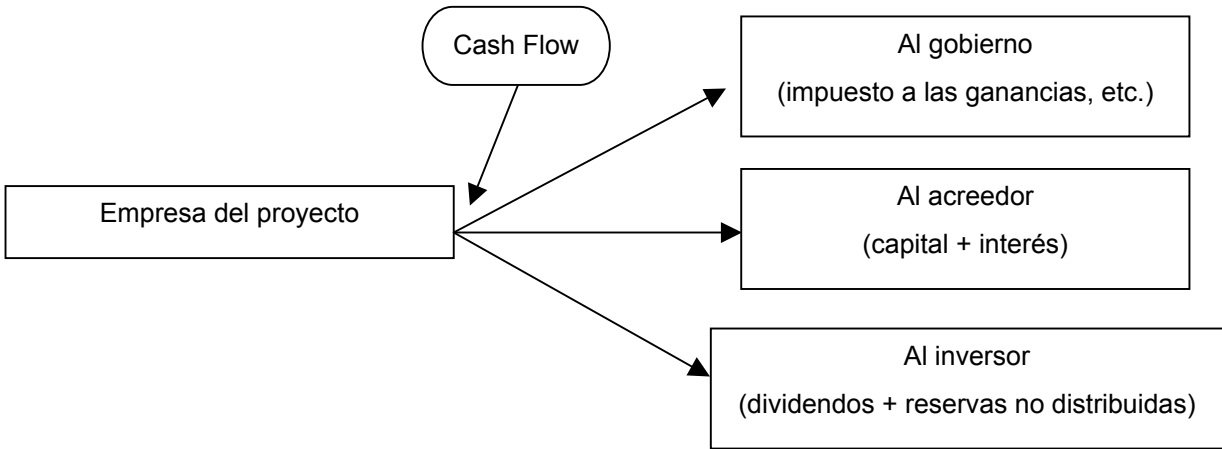 Cash Flow
Al gobierno
(impuesto a las ganancias, etc.)
Empresa del proyecto
Al acreedor
(capital + interés)
Al inversor
(dividendos + reservas no distribuidas)